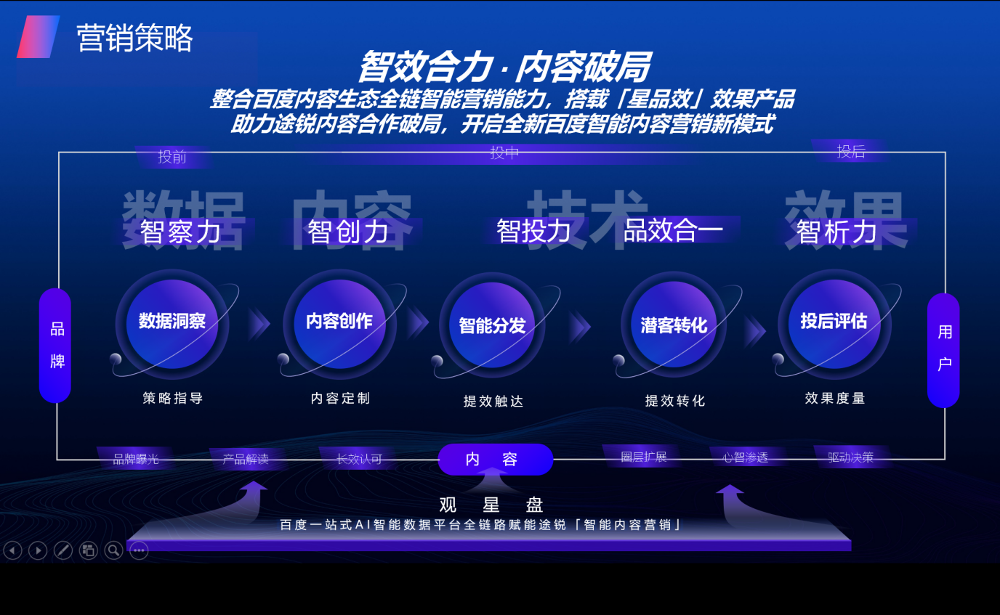 营销策略
智效合力·内容破局
整合百度内容生态全链智能营销能力，搭载「星品效」效果产品
助力途锐内容合作破局，开启全新百度智能内容营销新模式
投前 投中 投后
数据 内容 技术 效果
智察力 智创力 智投力 品效合一 智析力
品牌
数据洞察 内容创作 智能分发 潜客转化 投后评估
用户
策略指导 内容定制 提效触达 提效转化 效果度量
品牌曝光 产品解读 长效认可 内容 圈层扩展 心智渗透 驱动决策
观星盘
百度一站式AI智能数据平台全链路赋能途锐「智能内容营销」